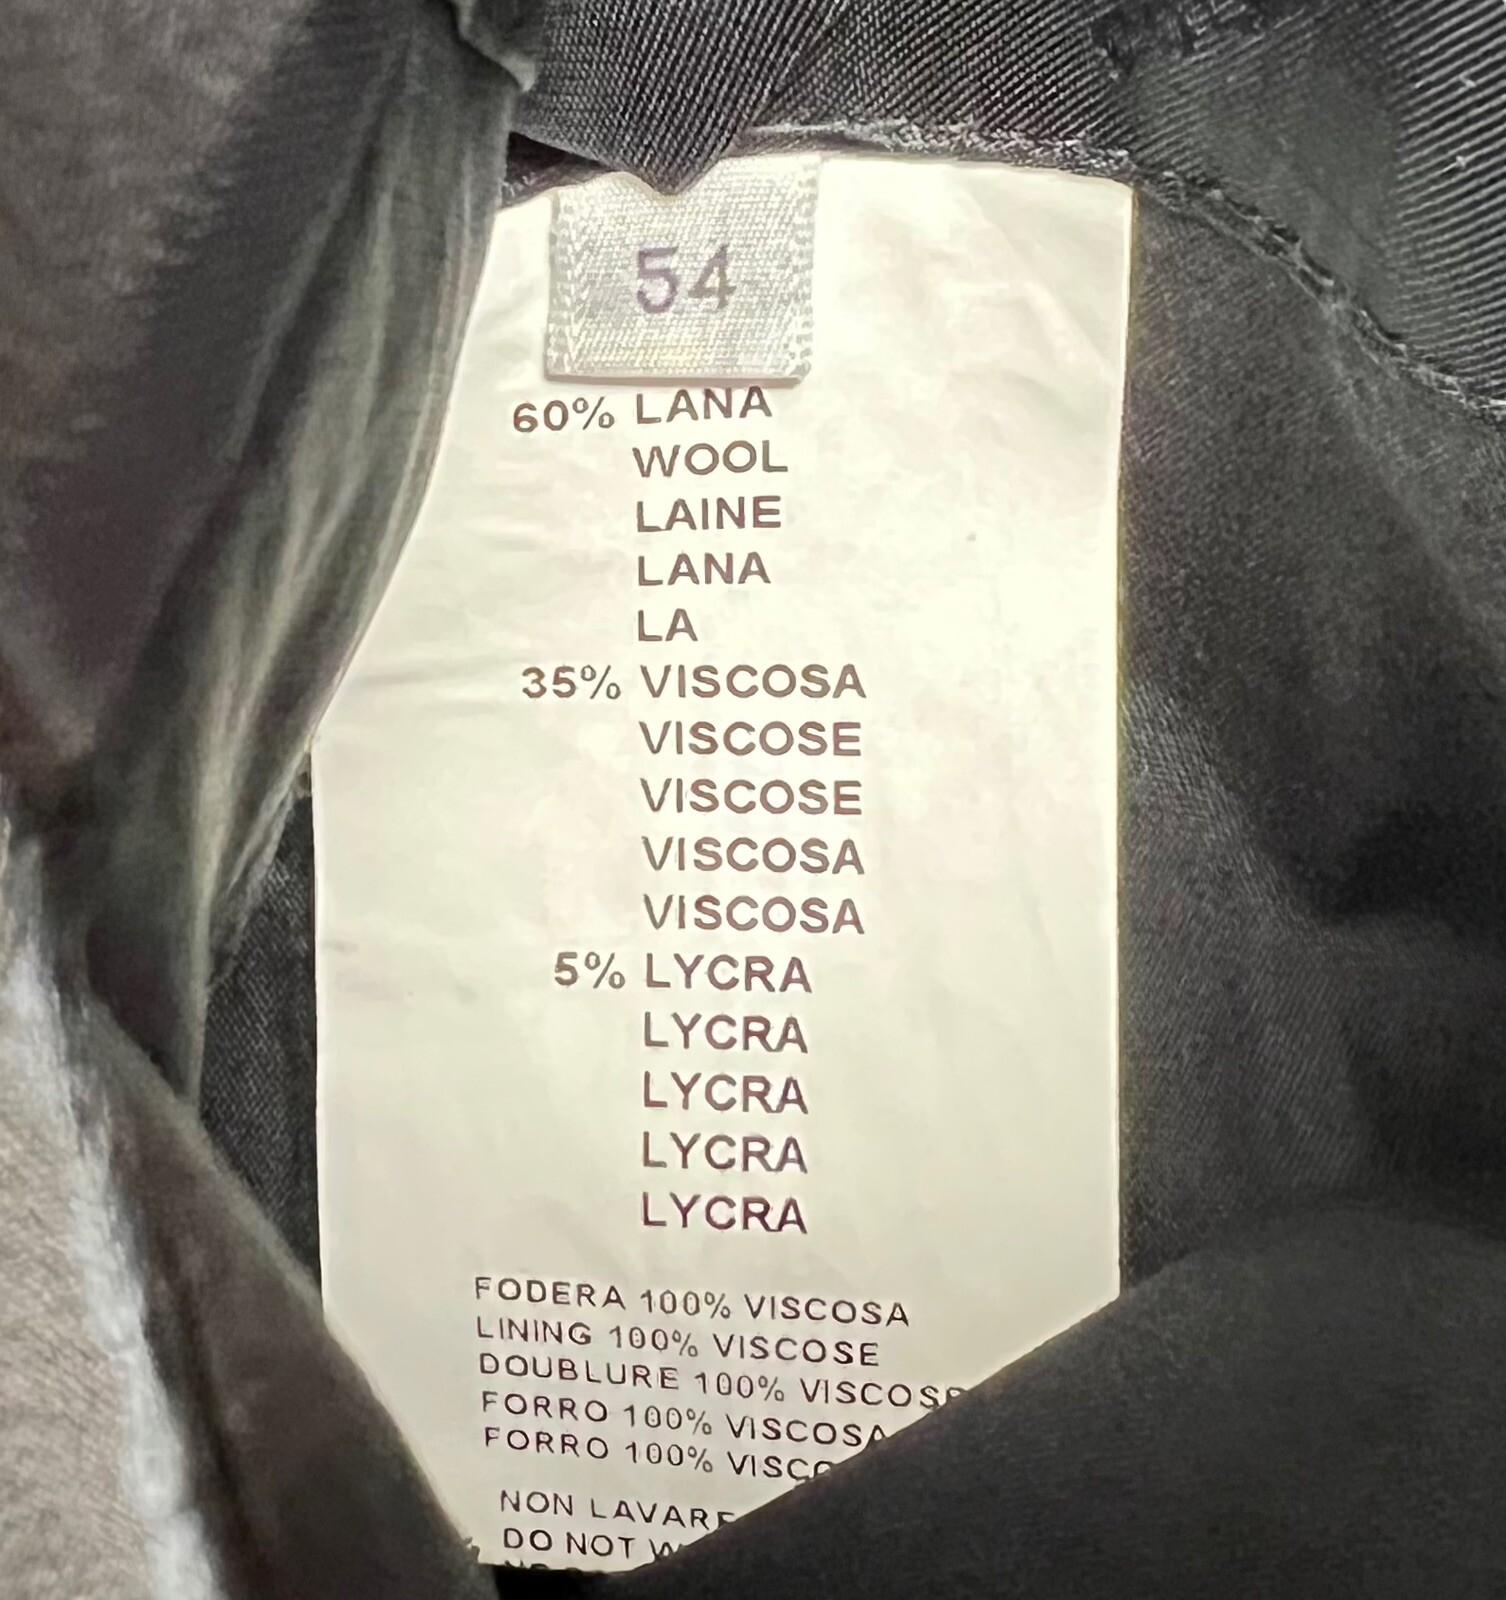 54
60% LANA
WOOL
LAINE
LANA
LA
35% VISCOSA
VISCOSE
VISCOSE
VISCOSA
VISCOSA
5% LYCRA
LYCRA
LYCRA
LYCRA
LYCRA
FODERA 100% VISCOSA
LINING 100% VISCOSE
DOUBLURE 100%
FORRO 100% VISCOSA
FORRO 100%
NON LAVARE
DO NOT